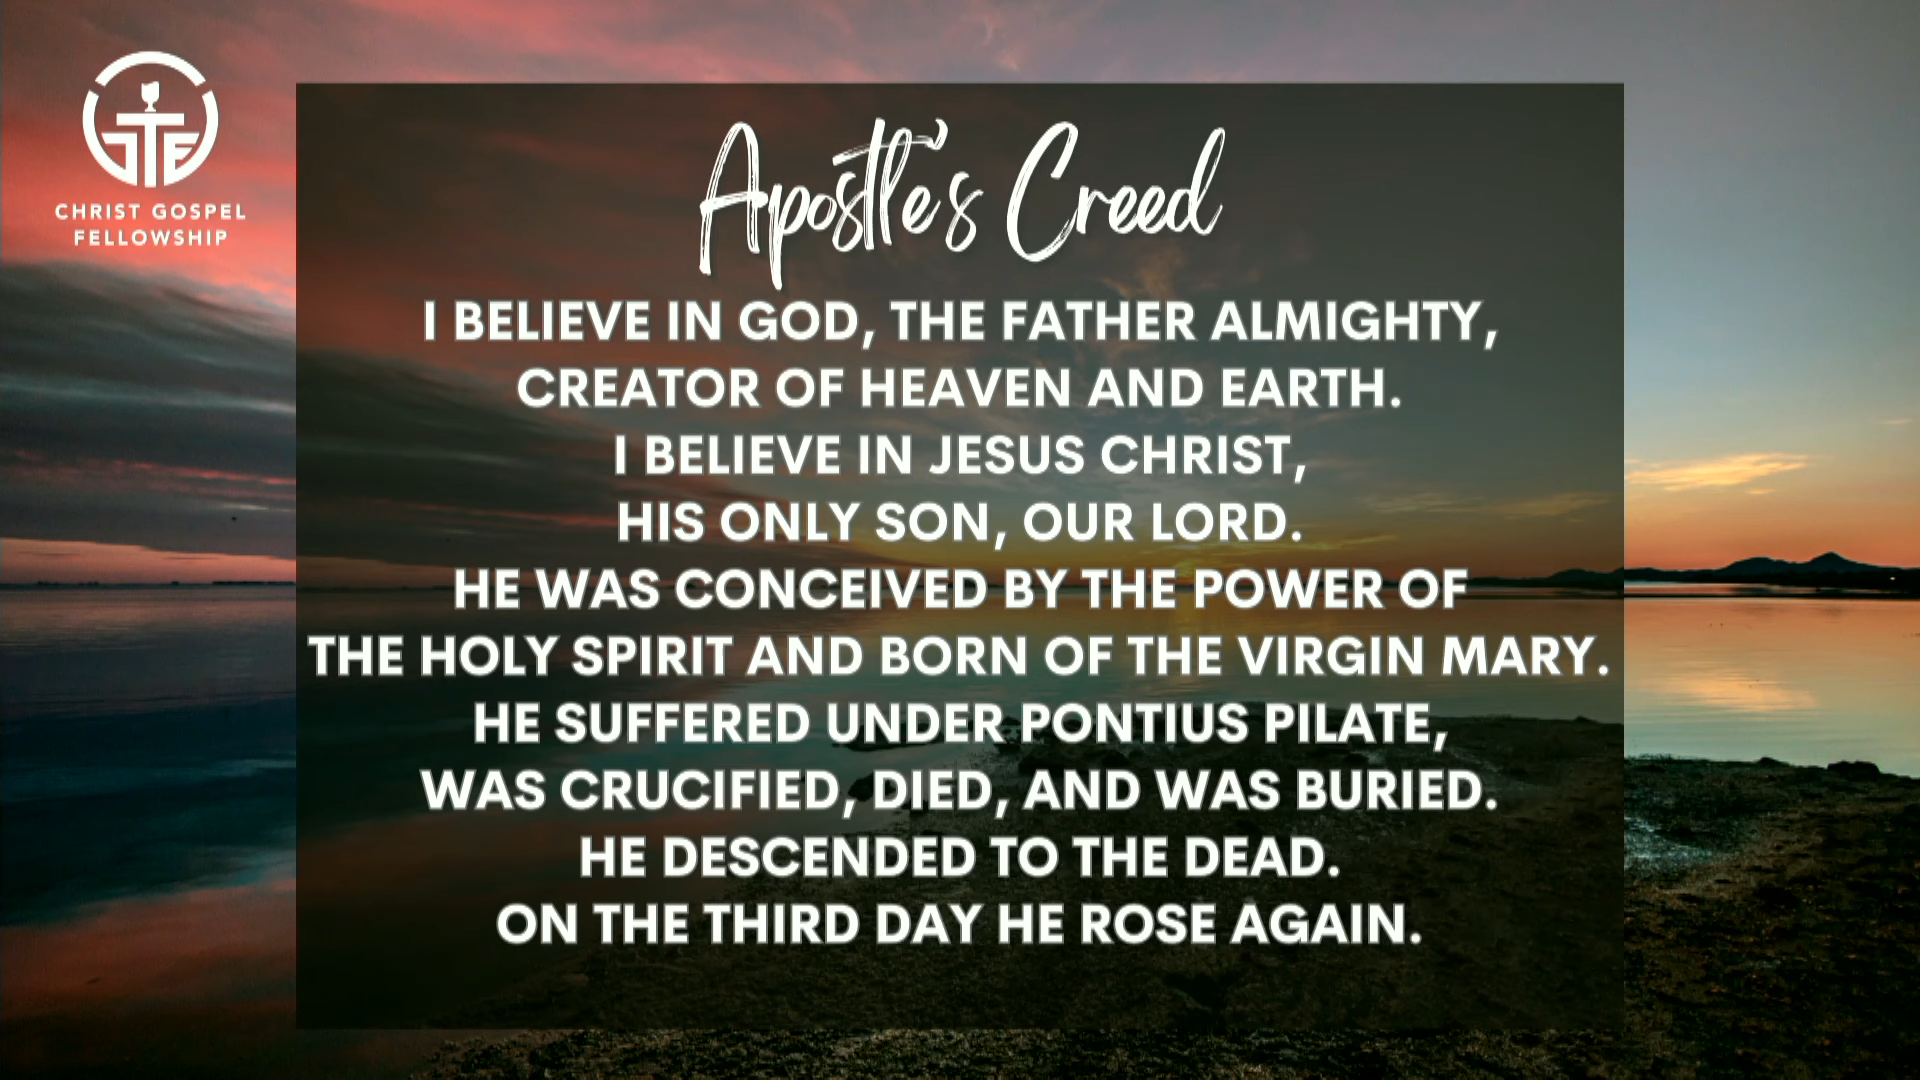 CHRIST GOSPEL
FELLOWSHIP
Apostle's Creed
I BELIEVE IN GOD, THE FATHER ALMIGHTY,
CREATOR OF HEAVEN AND EARTH.
I BELIEVE IN JESUS CHRIST,
HIS ONLY SON, OUR LORD.
HE WAS CONCEIVED BY THE POWER OF
THE HOLY SPIRIT AND BORN OF THE VIRGIN MARY.
HE SUFFERED UNDER PONTIUS PILATE,
WAS CRUCIFIED, DIED, AND WAS BURIED.
HE DESCENDED TO THE DEAD.
ON THE THIRD DAY HE ROSE AGAIN.